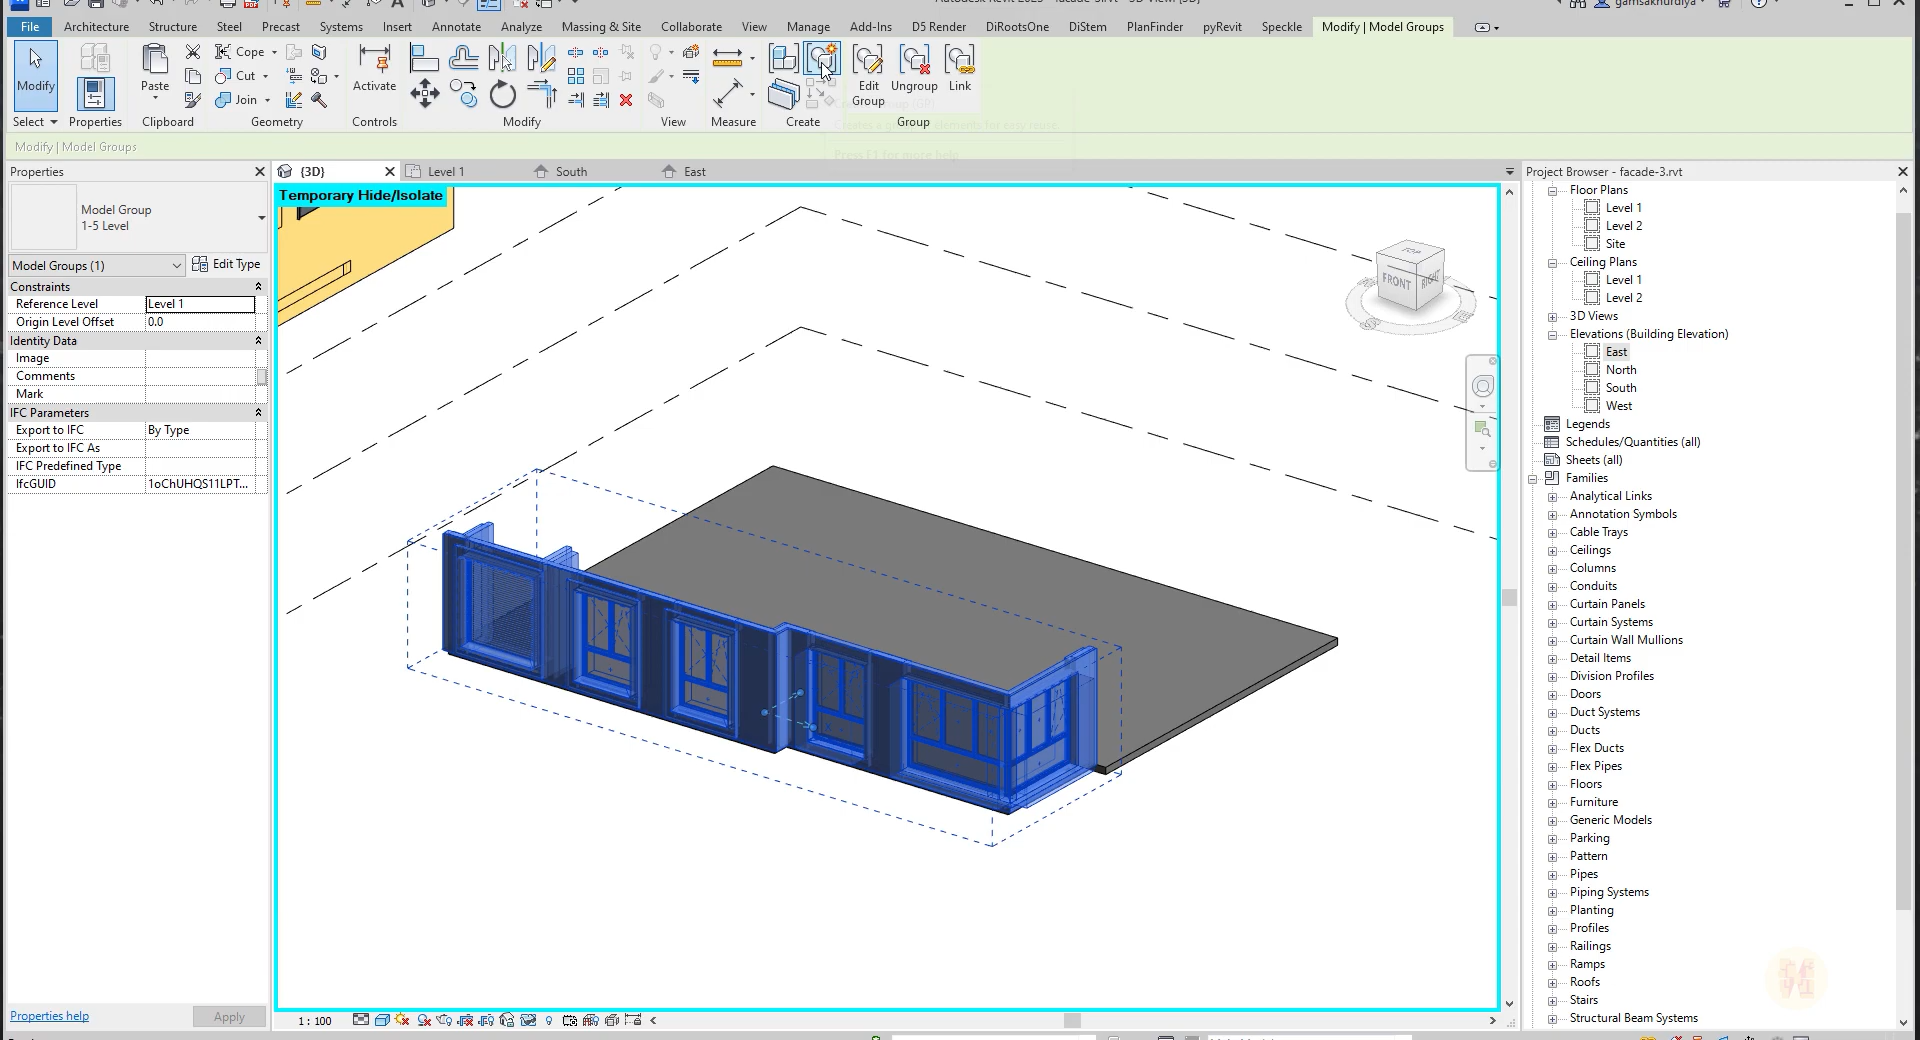 gamsakhurdiya
File
Architecture
Structure
Steel
Precast
Systems
Insert
Annotate
Analyze
Massing & Site
Collaborate
View
Manage
Add-Ins
D5 Render
DiRootsOne
DiStem
PlanFinder
pyRevit
Speckle
Modify | Model Groups
Modify
Paste
Cope
Cut
Join
Activate
Edit
Group
Ungroup
Link
Select
Properties
Clipboard
Geometry
Controls
Modify
View
Measure
Create
Group
Modify | Model Groups
Press F1 for more help
Properties
{3D}
Level 1
South
East
Project Browser - facade-3.rvt
Model Group
1-5 Level
Model Groups (1)
Edit Type
Constraints
Reference Level
Level 1
Origin Level Offset
0.0
Identity Data
Image
Comments
Mark
IFC Parameters
Export to IFC
By Type
Export to IFC As
IFC Predefined Type
IfcGUID
1oChUHQS11LPT...
Properties help
Apply
Temporary Hide/Isolate
TOP
FRONT
RIGHT
1 : 100
Floor Plans
Level 1
Level 2
Site
Ceiling Plans
Level 1
Level 2
3D Views
Elevations (Building Elevation)
East
North
South
West
Legends
Schedules/Quantities (all)
Sheets (all)
Families
Analytical Links
Annotation Symbols
Cable Trays
Ceilings
Columns
Conduits
Curtain Panels
Curtain Systems
Curtain Wall Mullions
Detail Items
Division Profiles
Doors
Duct Systems
Ducts
Flex Ducts
Flex Pipes
Floors
Furniture
Generic Models
Parking
Pattern
Pipes
Piping Systems
Planting
Profiles
Railings
Ramps
Roofs
Stairs
Structural Beam Systems